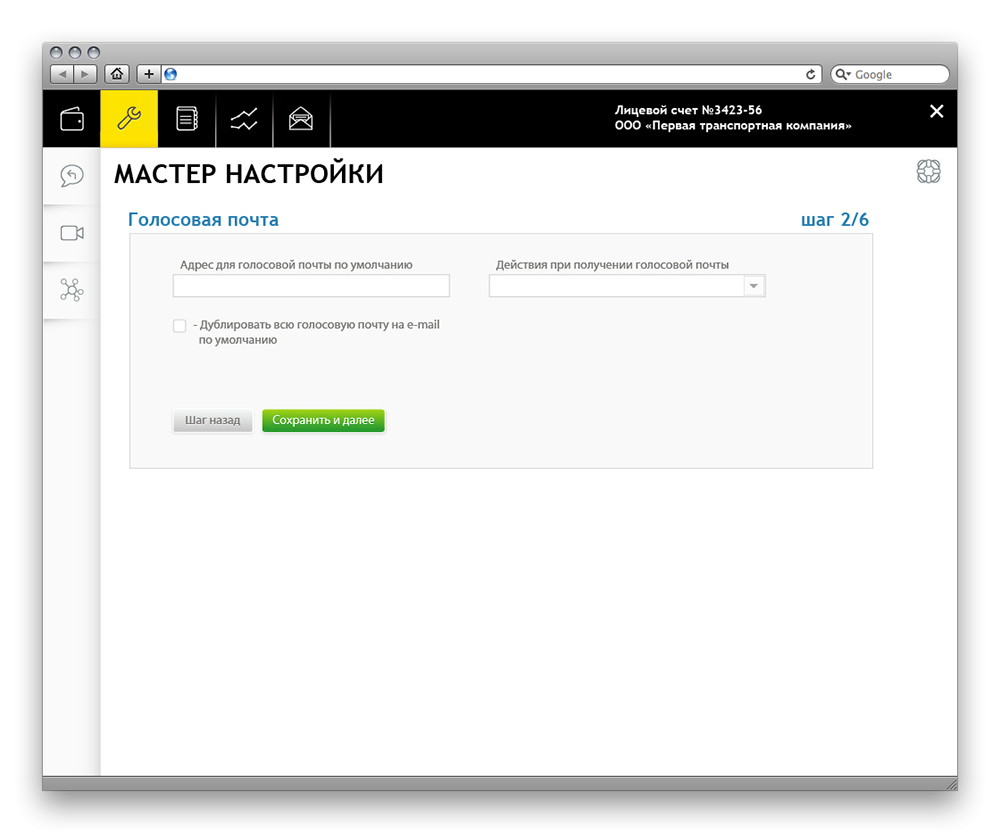 Google
Лицевой счет №3423-56
ООО «Первая транспортная компания»
МАСТЕР НАСТРОЙКИ
Голосовая почта
шаг 2/6
Адрес для голосовой почты по умолчанию
Действия при получении голосовой почты
- Дублировать всю голосовую почту на e-mail
по умолчанию
Шаг назад
Сохранить и далее